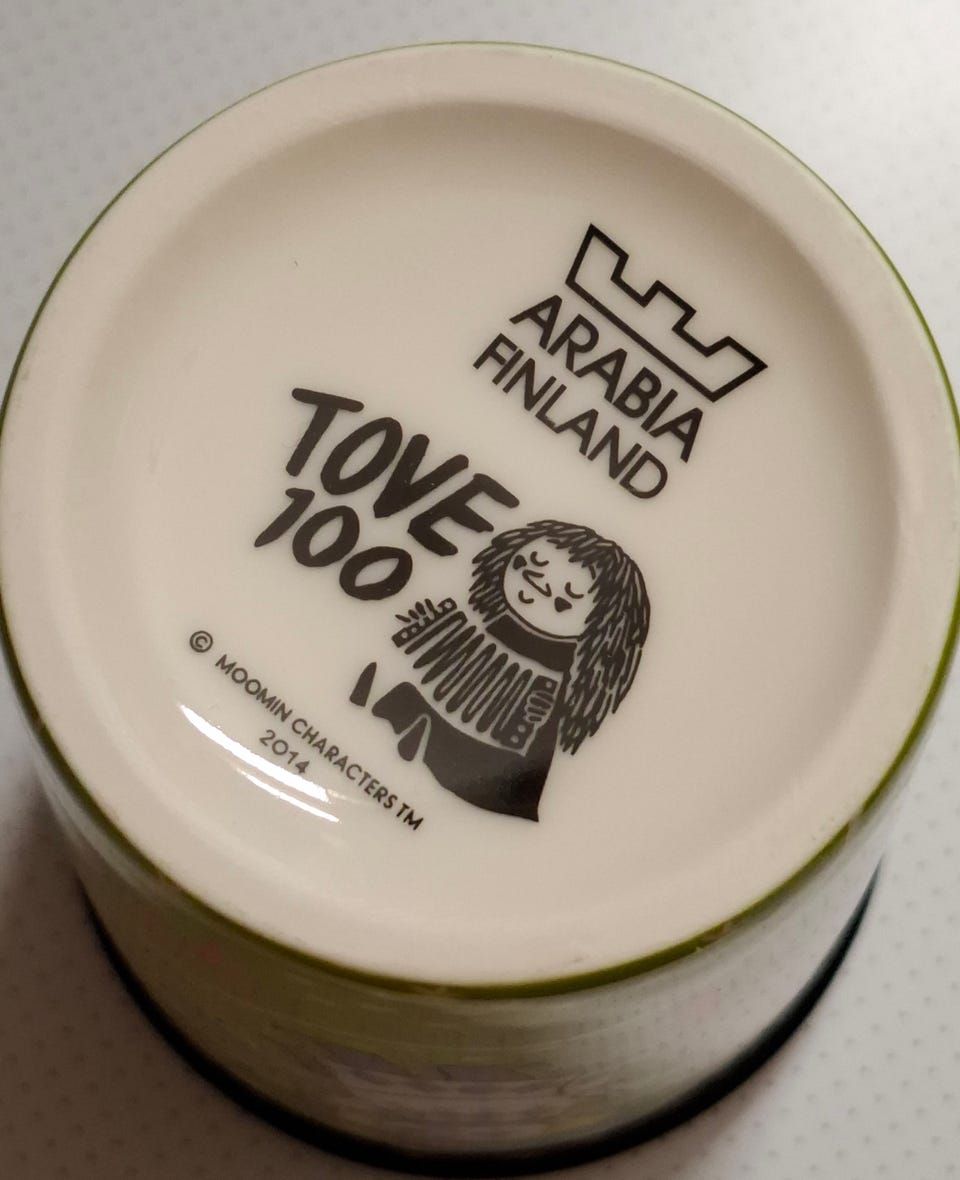 ARABIA
FINLAND
TOVE
100
© MOOMIN CHARACTERS TM
2014